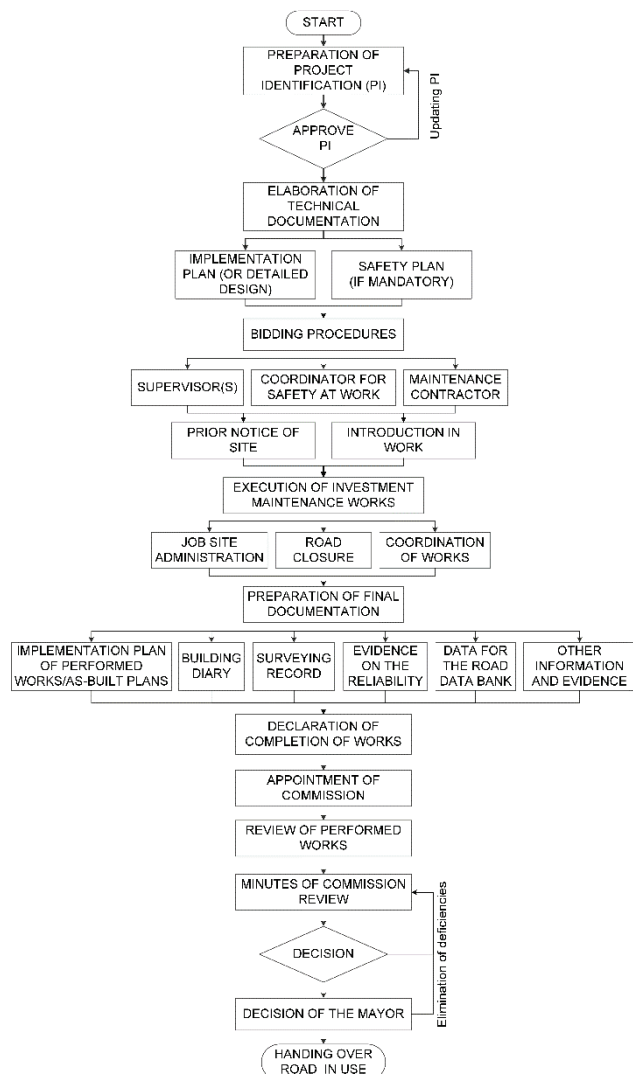 START
PREPARATION OF
PROJECT
IDENTIFICATION (PI)
Updating PI
APPROVE
PI
ELABORATION OF
TECHNICAL
DOCUMENTATION
IMPLEMENTATION
PLAN (OR DETAILED
DESIGN)
SAFETY PLAN
(IF MANDATORY)
BIDDING PROCEDURES
SUPERVISOR(S)
COORDINATOR FOR
SAFETY AT WORK
MAINTENANCE
CONTRACTOR
PRIOR NOTICE OF
SITE
INTRODUCTION IN
WORK
EXECUTION OF INVESTMENT
MAINTENANCE WORKS
JOB SITE
ADMINISTRATION
ROAD
CLOSURE
COORDINATION
OF WORKS
PREPARATION OF FINAL
DOCUMENTATION
IMPLEMENTATION PLAN
OF PERFORMED
WORKS/AS-BUILT PLANS
BUILDING
DIARY
SURVEYING
RECORD
EVIDENCE
ON THE
RELIABILITY
DATA FOR
THE ROAD
DATA BANK
OTHER
INFORMATION
AND EVIDENCE
DECLARATION OF
COMPLETION OF WORKS
APPOINTMENT OF
COMMISSION
REVIEW OF PERFORMED
WORKS
MINUTES OF COMMISSION
REVIEW
Elimination of deficiencies
DECISION
DECISION OF THE MAYOR
HANDING OVER
ROAD IN USE